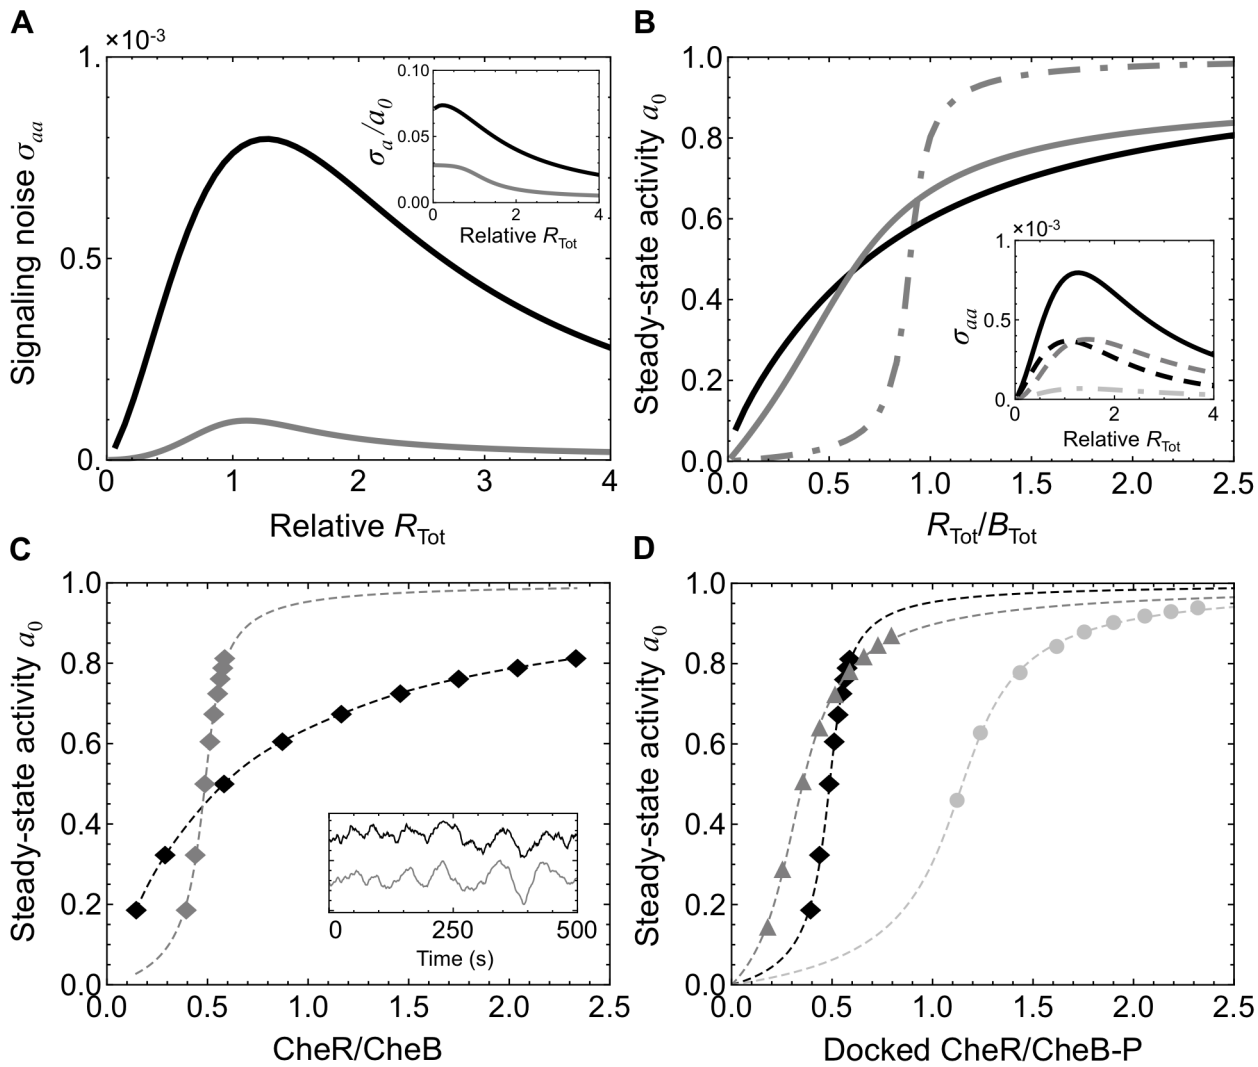 A
×10-3
1.
0.5
0.
Signaling noise σaa
0 1 2 3 4
Relative RTot
0.10
0.05
0.00
σa/a0
0 2 4
Relative RTot
B
1.0
0.8
0.6
0.4
0.2
0.0
Steady-state activity a0
0.0 0.5 1.0 1.5 2.0 2.5
RTot/BTot
×10-3
1.
0.5
0.
σaa
0 2 4
Relative RTot
C
1.0
0.8
0.6
0.4
0.2
0.0
Steady-state activity a0
0.0 0.5 1.0 1.5 2.0 2.5
CheR/CheB
0 250 500
Time (s)
D
1.0
0.8
0.6
0.4
0.2
0.0
Steady-state activity a0
0.0 0.5 1.0 1.5 2.0 2.5
Docked CheR/CheB-P